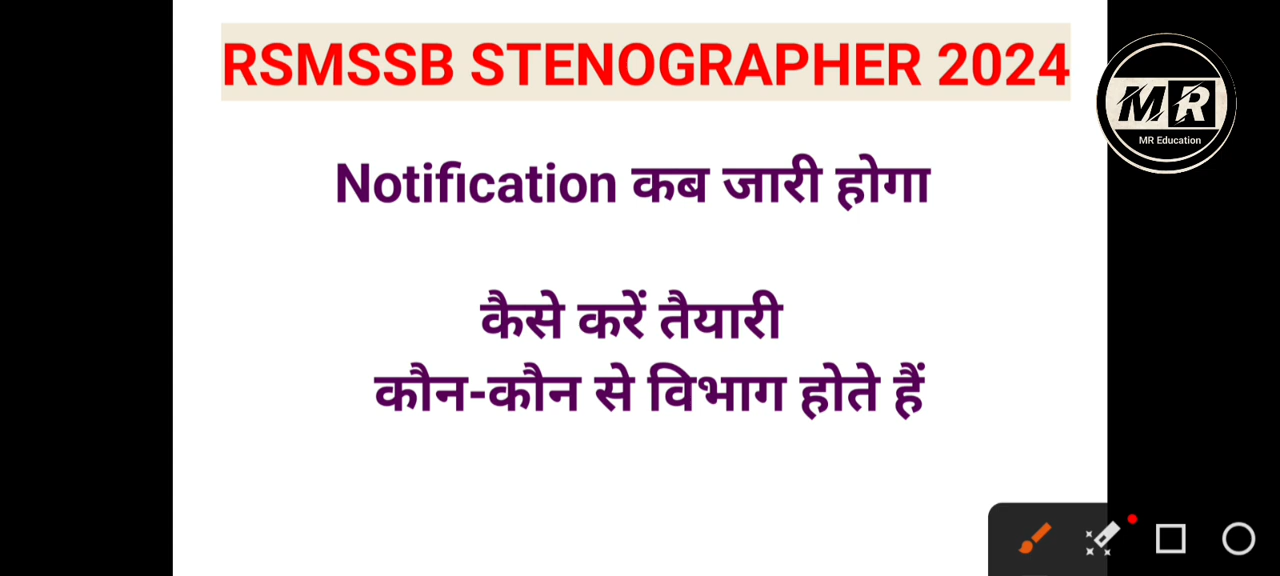 RSMSSB STENOGRAPHER 2024
MR
MR Education
Notification कब जारी होगा
कैसे करें तैयारी
कौन-कौन से विभाग होते हैं